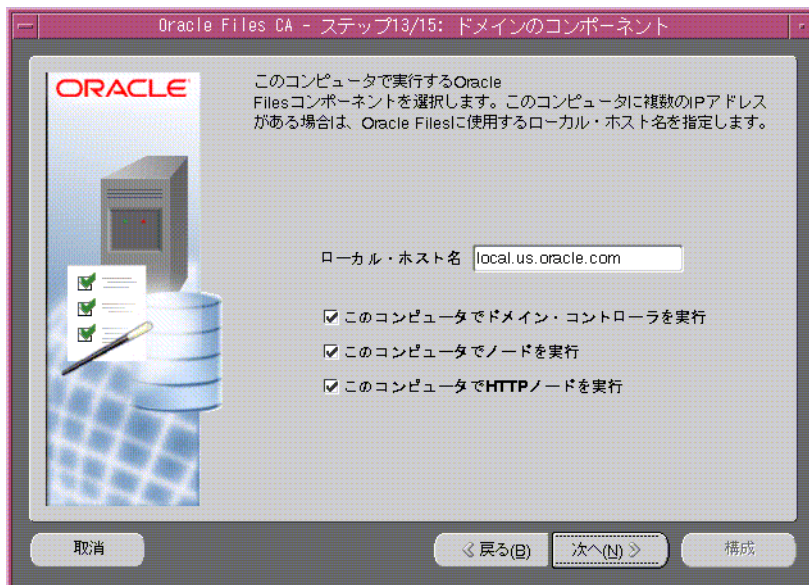 Oracle Files CA - ステップ13/15: ドメインのコンポーネント
ORACLE
このコンピュータで実行するOracle
Filesコンポーネントを選択します。このコンピュータに複数のIPアドレス
がある場合は、Oracle Filesに使用するローカル・ホスト名を指定します。
ローカル・ホスト名 local.us.oracle.com
このコンピュータでドメイン・コントローラを実行
このコンピュータでノードを実行
このコンピュータでHTTPノードを実行
取消 戻る(B) 次へ(N) 構成